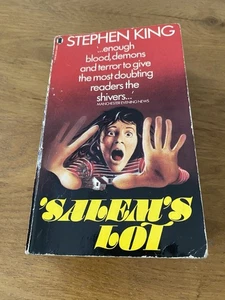 STEPHEN KING
'...enough
blood, demons
and terror to give
the most doubting
readers the
shivers...'
MANCHESTER EVENING NEWS
'SALEM'S
LOT